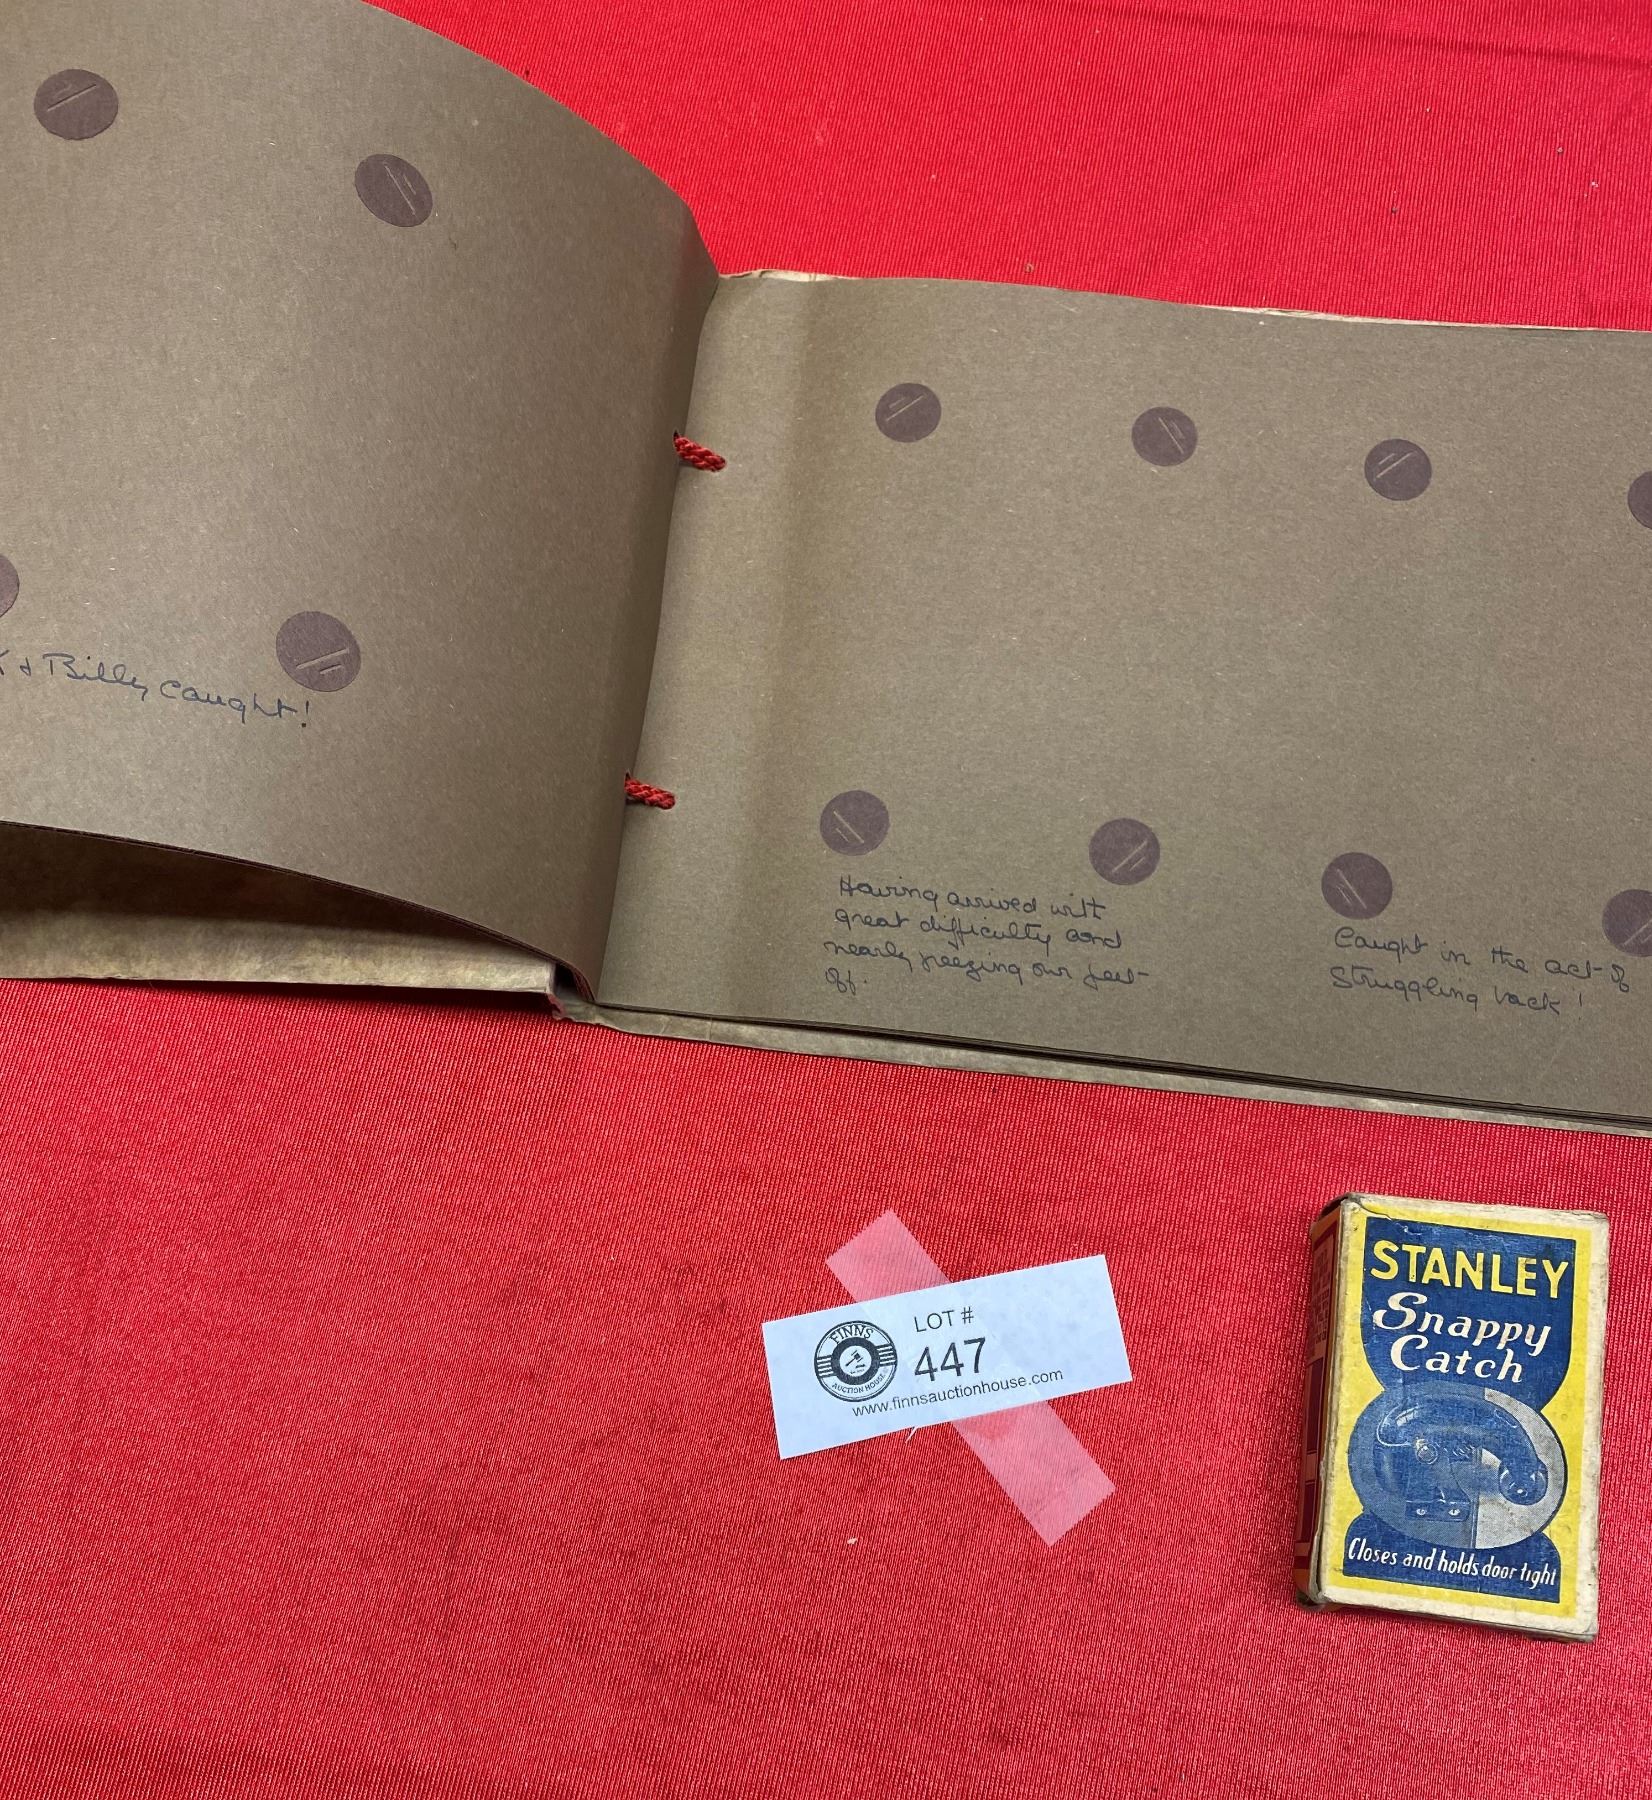 & Billy caught!
Having arrived with
great difficulty and
nearly freezing our feet
off.
Caught in the act of
struggling back!
FINNS
AUCTION HOUSE
LOT #
447
www.finnsauctionhouse.com
STANLEY
Snappy
Catch
Closes and holds door tight